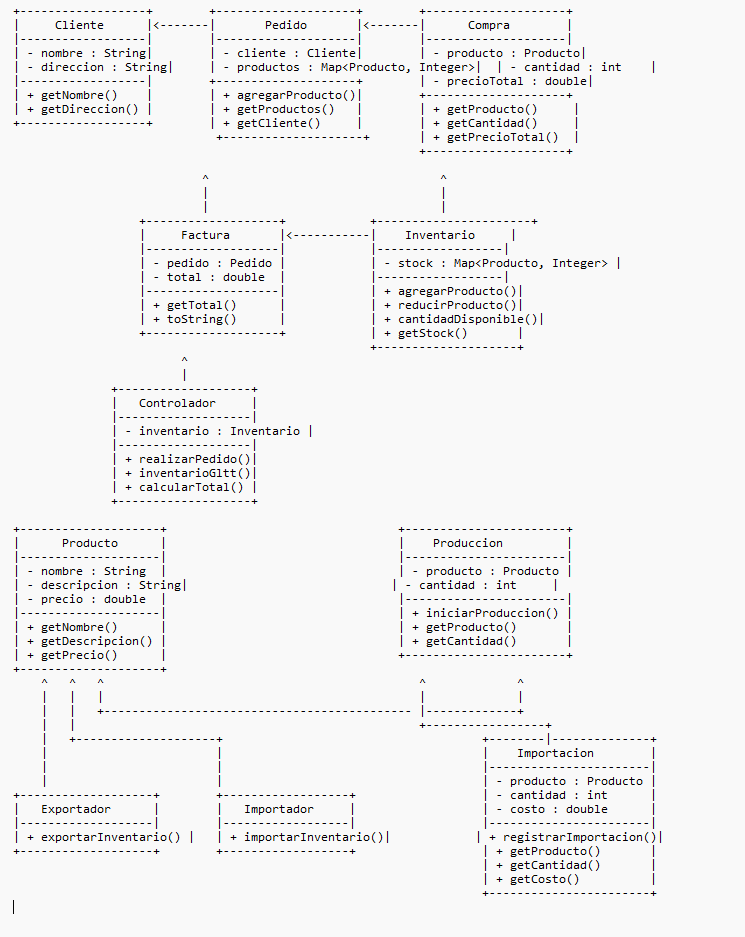 +------------------+        +--------------------+        +--------------------+
|     Cliente      |<-------|       Pedido       |<-------|      Compra        |
|------------------|        |--------------------|        |--------------------|
| - nombre : String|        | - cliente : Cliente|        | - producto : Producto|
| - direccion : String|     | - productos : Map<Producto, Integer>|  | - cantidad : int    |
|------------------|        +--------------------+        | - precioTotal : double|
| + getNombre()    |        | + agregarProducto()|        +--------------------+
| + getDireccion() |        | + getProductos()   |        | + getProducto()     |
+------------------+        | + getCliente()     |        | + getCantidad()     |
+--------------------+       | + getPrecioTotal()  |
+--------------------+
^                                 ^
|                                 |
|                                 |
+-------------------+            +----------------------+
|     Factura       |<-----------|    Inventario     |
|-------------------|            |------------------|
| - pedido : Pedido |            | - stock : Map<Producto, Integer> |
| - total : double  |            |------------------|
|-------------------|            | + agregarProducto()|
| + getTotal()      |            | + reducirProducto()|
| + toString()      |            | + cantidadDisponible()|
+-------------------+            | + getStock()       |
+--------------------+
^
|
+-------------------+
|   Controlador     |
|-------------------|
| - inventario : Inventario |
|-------------------|
| + realizarPedido()|
| + inventarioGltt()|
| + calcularTotal() |
+-------------------+
+--------------------+                                 +-----------------------+
|      Producto      |                                 |    Produccion         |
|--------------------|                                 |-----------------------|
| - nombre : String  |                                 | - producto : Producto |
| - descripcion : String|                             | - cantidad : int     |
| - precio : double  |                                 |-----------------------|
|--------------------|                                 | + iniciarProduccion() |
| + getNombre()      |                                 | + getProducto()       |
| + getDescripcion() |                                 | + getCantidad()       |
| + getPrecio()      |                                 +-----------------------+
+--------------------+
^   ^   ^                                             ^             ^
|   |   |                                             |             |
|   |   +-------------------------------------------- |-------------+
|   |                                                 +-----------------+
|   +--------------------+                                     +--------|--------------+
|                        |                                     |    Importacion        |
|                        |                                     |-----------------------|
|                        |                                     | - producto : Producto |
+-------------------+        +------------------+                  | - cantidad : int      |
|   Exportador      |        |   Importador     |                  | - costo : double      |
|-------------------|        |------------------|                  |-----------------------|
| + exportarInventario() |   | + importarInventario()|            | + registrarImportacion()|
+-------------------+        +------------------+                  | + getProducto()       |
| + getCantidad()       |
| + getCosto()          |
+-----------------------+